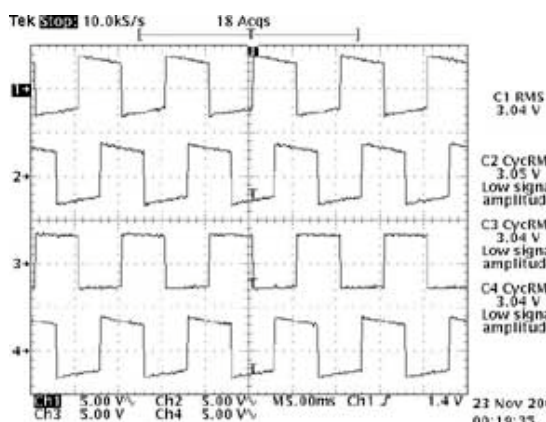 Tek Stop: 10.0kS/s 18 Acqs
T
1
C1 RMS
3.04 V
2
C2 CycRM
3.05 V
Low signa
amplitud
T
3
C3 CycRM
3.04 V
Low signa
amplitud
T
C4 CycRM
3.04 V
Low signa
amplitud
4
T
Ch1 5.00 V Ch2 5.00 V M5.00ms Ch1 1.4 V
Ch3 5.00 V Ch4 5.00 V
23 Nov 20